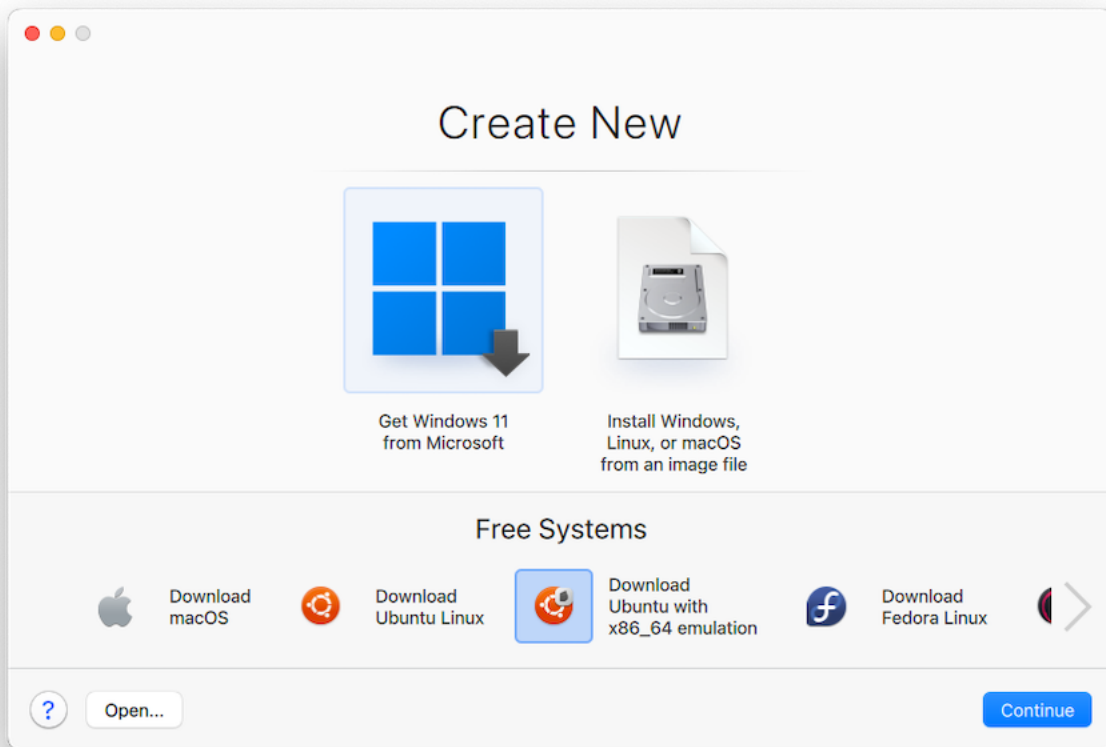 Create New
Get Windows 11
from Microsoft
Install Windows,
Linux, or macOS
from an image file
Free Systems
Download
macOS
Download
Ubuntu Linux
Download
Ubuntu with
x86_64 emulation
Download
Fedora Linux
?
Open...
Continue